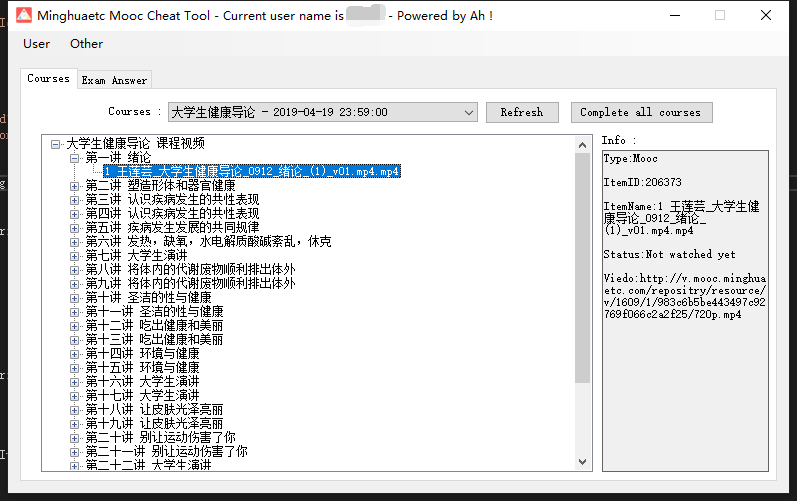 Minghuaetc Mooc Cheat Tool - Current user name is - Powered by Ah !
User Other
Courses Exam Answer
Courses : 大学生健康导论 - 2019-04-19 23:59:00 Refresh Complete all courses
大学生健康导论 课程视频
第一讲 绪论
1 王莲芸_大学生健康导论_0912_绪论_(1)_v01.mp4.mp4
第二讲 塑造形体和器官健康
第三讲 认识疾病发生的共性表现
第四讲 认识疾病发生的共性表现
第五讲 疾病发生发展的共同规律
第六讲 发热，缺氧，水电解质酸碱紊乱，休克
第七讲 大学生演讲
第八讲 将体内的代谢废物顺利排出体外
第九讲 将体内的代谢废物顺利排出体外
第十讲 圣洁的性与健康
第十一讲 圣洁的性与健康
第十二讲 吃出健康和美丽
第十三讲 吃出健康和美丽
第十四讲 环境与健康
第十五讲 环境与健康
第十六讲 大学生演讲
第十七讲 大学生演讲
第十八讲 让皮肤光泽亮丽
第十九讲 让皮肤光泽亮丽
第二十讲 别让运动伤害了你
第二十一讲 别让运动伤害了你
第二十二讲 大学生演讲
Info :
Type:Mooc
ItemID:206373
ItemName:1 王莲芸_大学生健
康导论_0912_绪论_
(1)_v01.mp4.mp4
Status:Not watched yet
Viedo:http://v.mooc.minghua
etc.com/repositry/resource/
v/1609/1/983c6b5be443497c92
769f066c2a2f25/720p.mp4